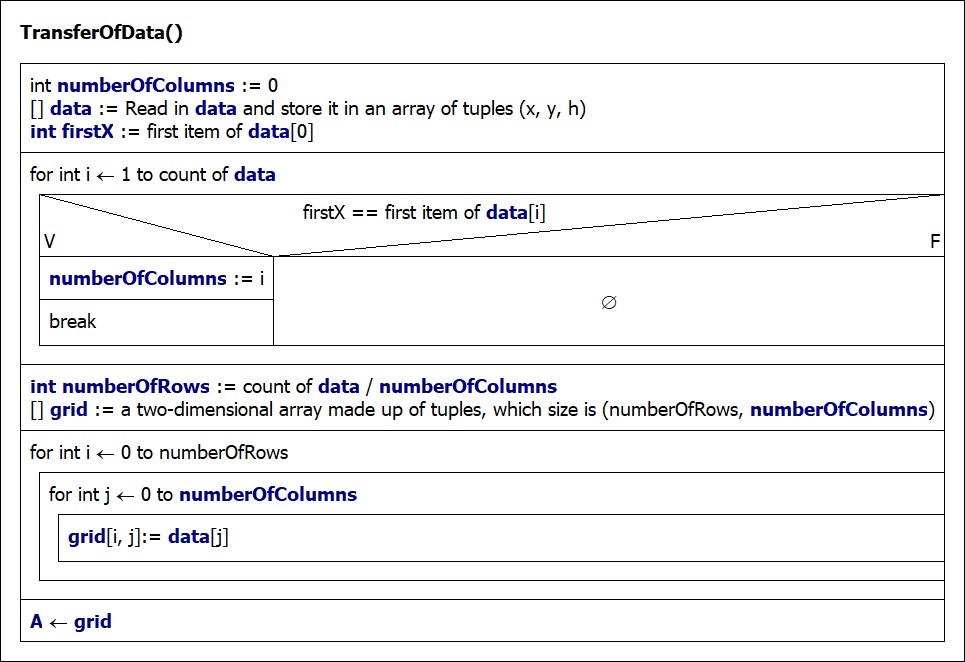 TransferOfData()
int numberOfColumns := 0
[] data := Read in data and store it in an array of tuples (x, y, h)
int firstX := first item of data[0]
for int i ← 1 to count of data
firstX == first item of data[i]
V
F
numberOfColumns := i
∅
break
int numberOfRows := count of data / numberOfColumns
[] grid := a two-dimensional array made up of tuples, which size is (numberOfRows, numberOfColumns)
for int i ← 0 to numberOfRows
for int j ← 0 to numberOfColumns
grid[i, j]:= data[j]
A ← grid